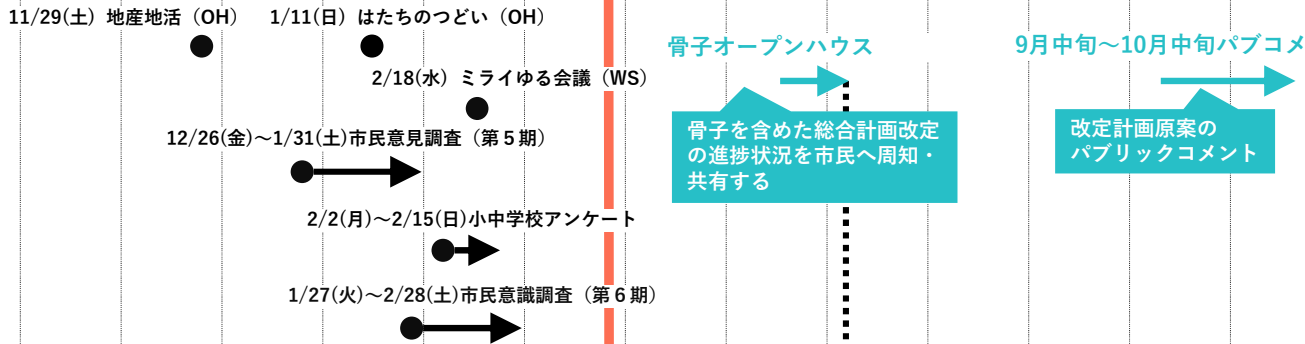 11/29(土) 地産地活（OH）
1/11(日) はたちのつどい（OH）
2/18(水) ミライゆる会議（WS）
12/26(金)～1/31(土)市民意見調査（第５期）
2/2(月)～2/15(日)小中学校アンケート
1/27(火)～2/28(土)市民意識調査（第６期）
骨子オープンハウス
骨子を含めた総合計画改定
の進捗状況を市民へ周知・
共有する
9月中旬～10月中旬パブコメ
改定計画原案の
パブリックコメント